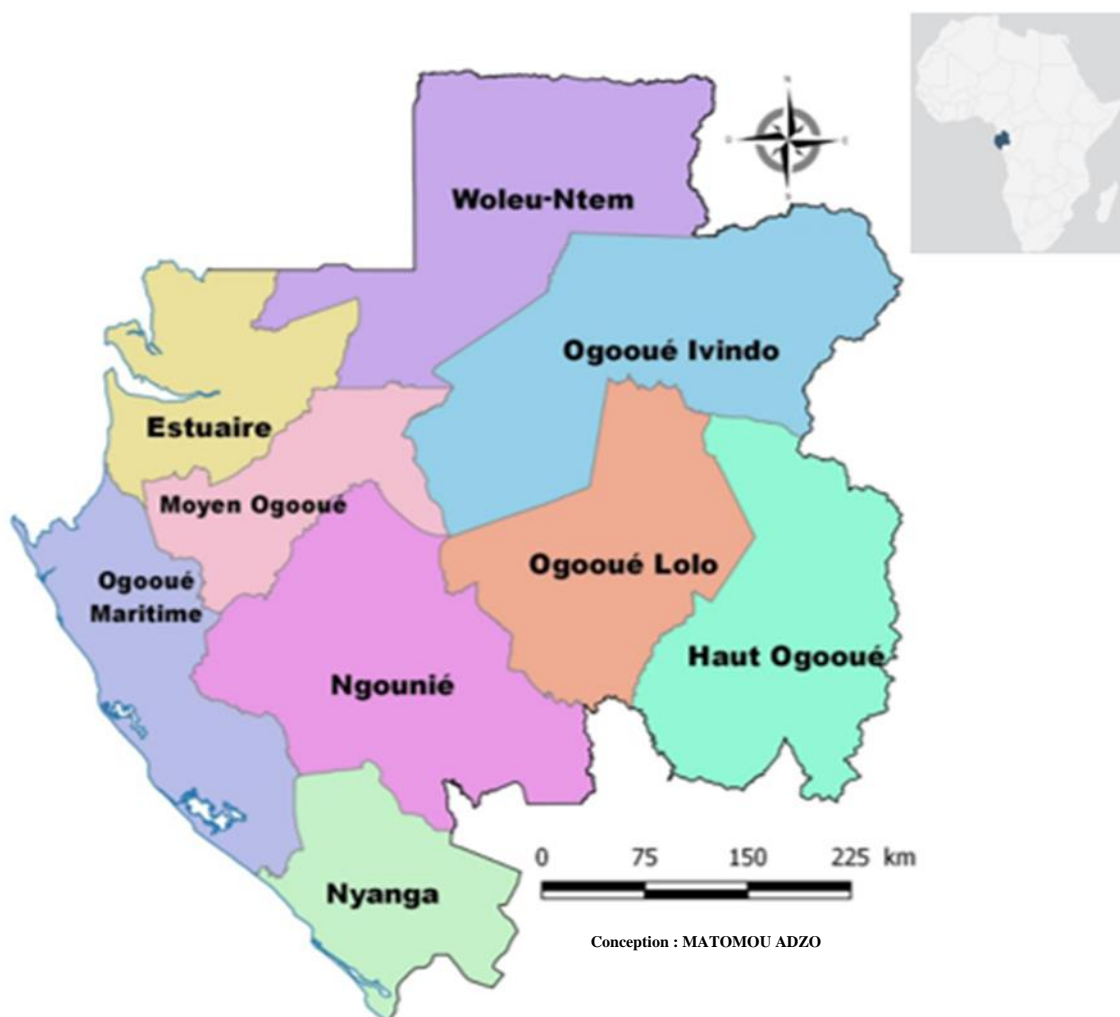 Woleu-Ntem
Ogooué Ivindo
Estuaire
Moyen Ogooué
Ogooué Lolo
Ogooué
Maritime
Haut Ogooué
Ngounié
0 75 150 225 km
Nyanga
Conception : MATOMOU ADZO